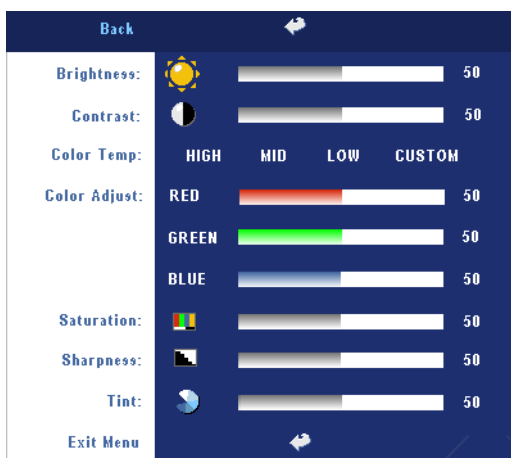 Back
Brightness: 50
Contrast: 50
Color Temp: HIGH MID LOW CUSTOM
Color Adjust: RED 50
GREEN 50
BLUE 50
Saturation: 50
Sharpness: 50
Tint: 50
Exit Menu